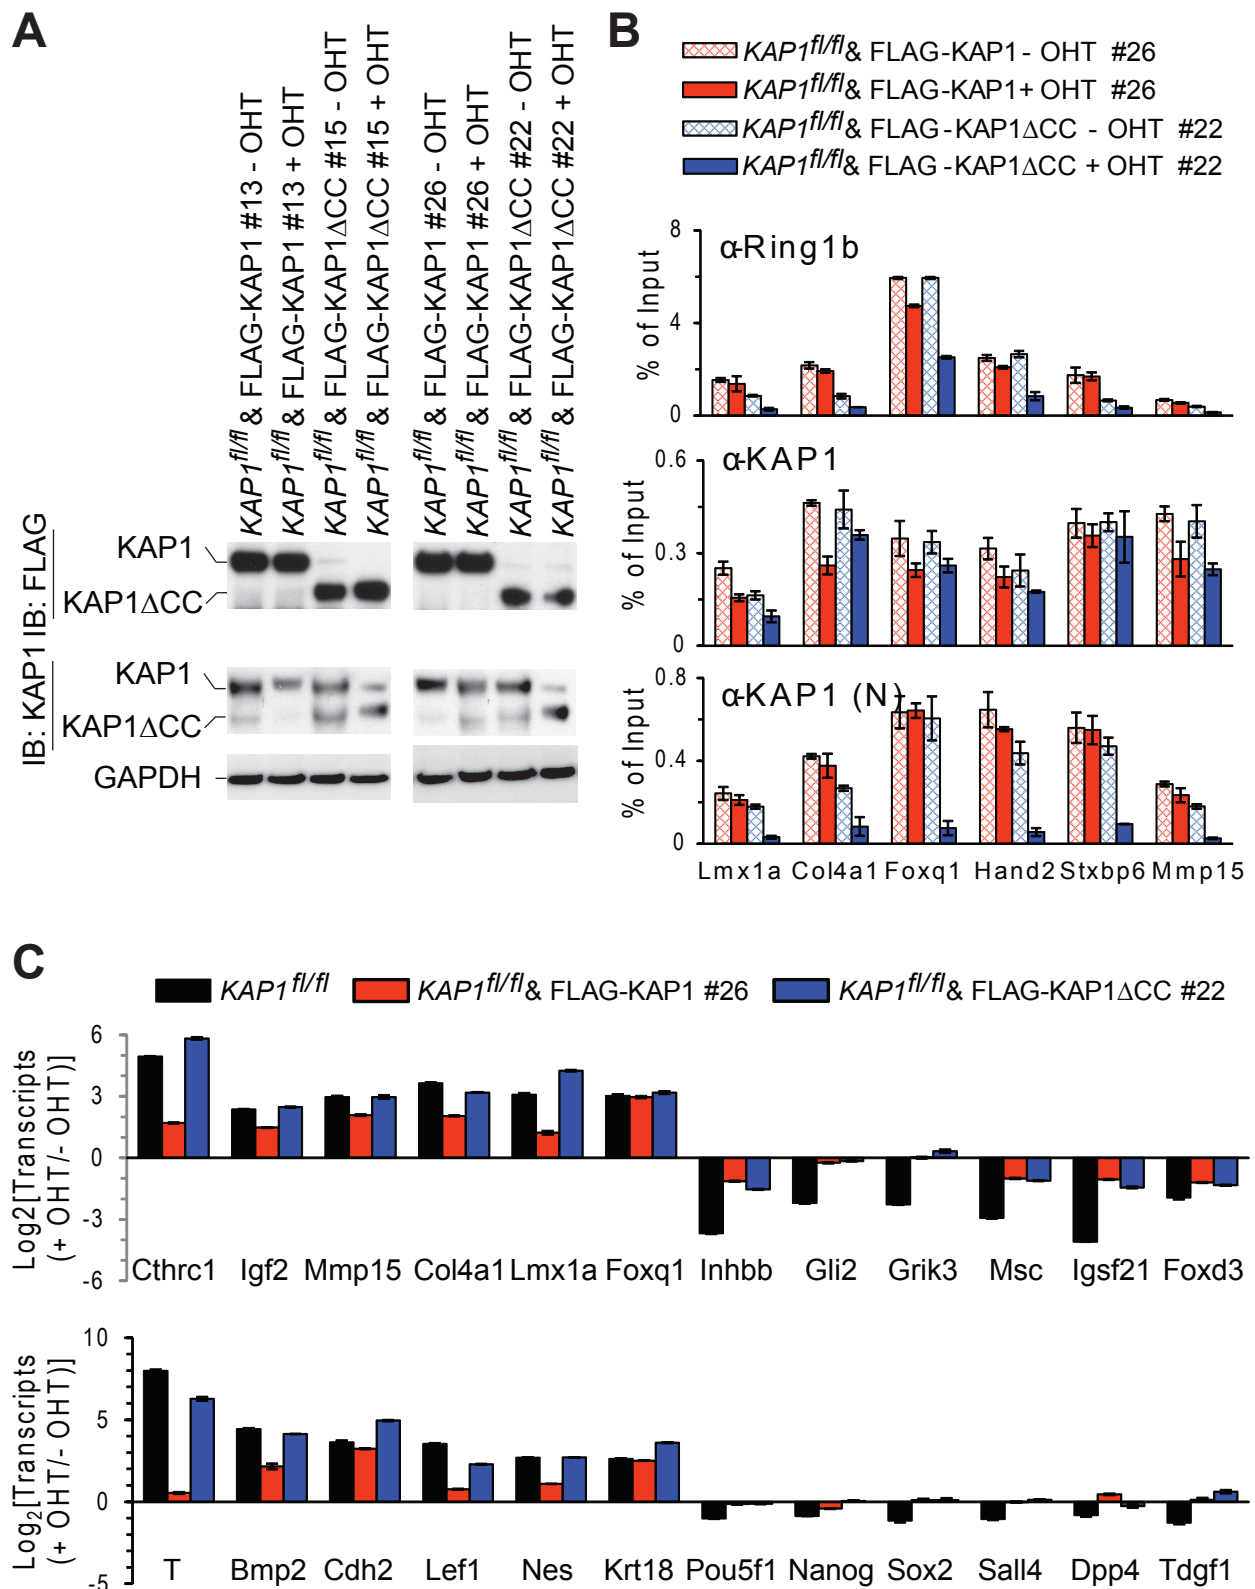 A
KAP1fl/fl & FLAG-KAP1 #13 - OHT
KAP1fl/fl & FLAG-KAP1 #13 + OHT
KAP1fl/fl & FLAG-KAP1ΔCC #15 - OHT
KAP1fl/fl & FLAG-KAP1ΔCC #15 + OHT
KAP1fl/fl & FLAG-KAP1 #26 - OHT
KAP1fl/fl & FLAG-KAP1 #26 + OHT
KAP1fl/fl & FLAG-KAP1ΔCC #22 - OHT
KAP1fl/fl & FLAG-KAP1ΔCC #22 + OHT
IB: FLAG
KAP1
KAP1ΔCC
IB: KAP1
KAP1
KAP1ΔCC
GAPDH
B
KAP1fl/fl & FLAG-KAP1 - OHT #26
KAP1fl/fl & FLAG-KAP1 + OHT #26
KAP1fl/fl & FLAG-KAP1ΔCC - OHT #22
KAP1fl/fl & FLAG-KAP1ΔCC + OHT #22
α-Ring1b
% of Input
8
4
0
α-KAP1
% of Input
0.6
0.3
0
α-KAP1 (N)
% of Input
0.8
0.4
0
Lmx1a Col4a1 Foxq1 Hand2 Stxbp6 Mmp15
C
KAP1fl/fl KAP1fl/fl & FLAG-KAP1 #26 KAP1fl/fl & FLAG-KAP1ΔCC #22
Log2[Transcripts
(+ OHT/- OHT)]
6
3
0
-3
-6
Cthrc1 Igf2 Mmp15 Col4a1 Lmx1a Foxq1 Inhbb Gli2 Grik3 Msc Igsf21 Foxd3
Log2[Transcripts
(+ OHT/- OHT)]
10
5
0
-5
T Bmp2 Cdh2 Lef1 Nes Krt18 Pou5f1 Nanog Sox2 Sall4 Dpp4 Tdgf1